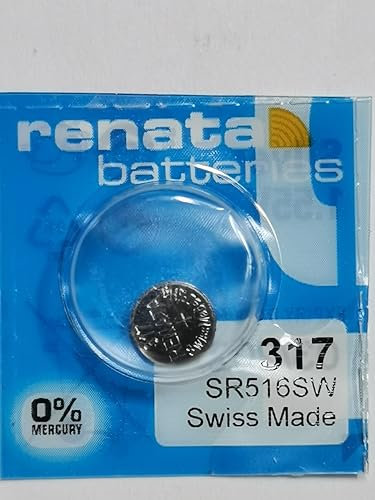 renata
batteries
317
SR516SW
Swiss Made
0%
MERCURY